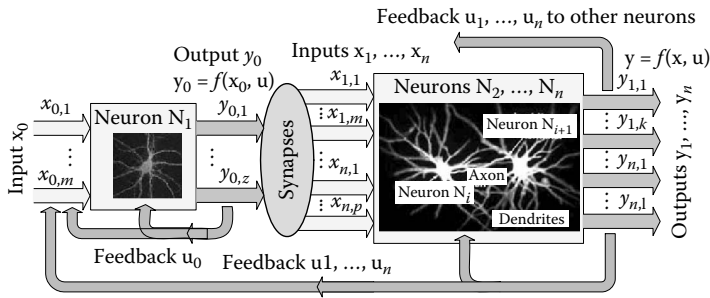 Feedback u1, ..., un to other neurons
Output y0
y0 = f(x0, u)
Inputs x1, ..., xn
y = f(x, u)
Input x0
x0,1
⋮
x0,m
Neuron N1
y0,1
⋮
y0,z
Synapses
x1,1
⋮ x1,m
⋮ xn,1
⋮ xn,p
Neurons N2, ..., Nn
Neuron Ni+1
Axon
Neuron Ni
Dendrites
y1,1
⋮ y1,k
⋮ yn,1
⋮ yn,l
Outputs y1, ..., yn
Feedback u0
Feedback u1, ..., un